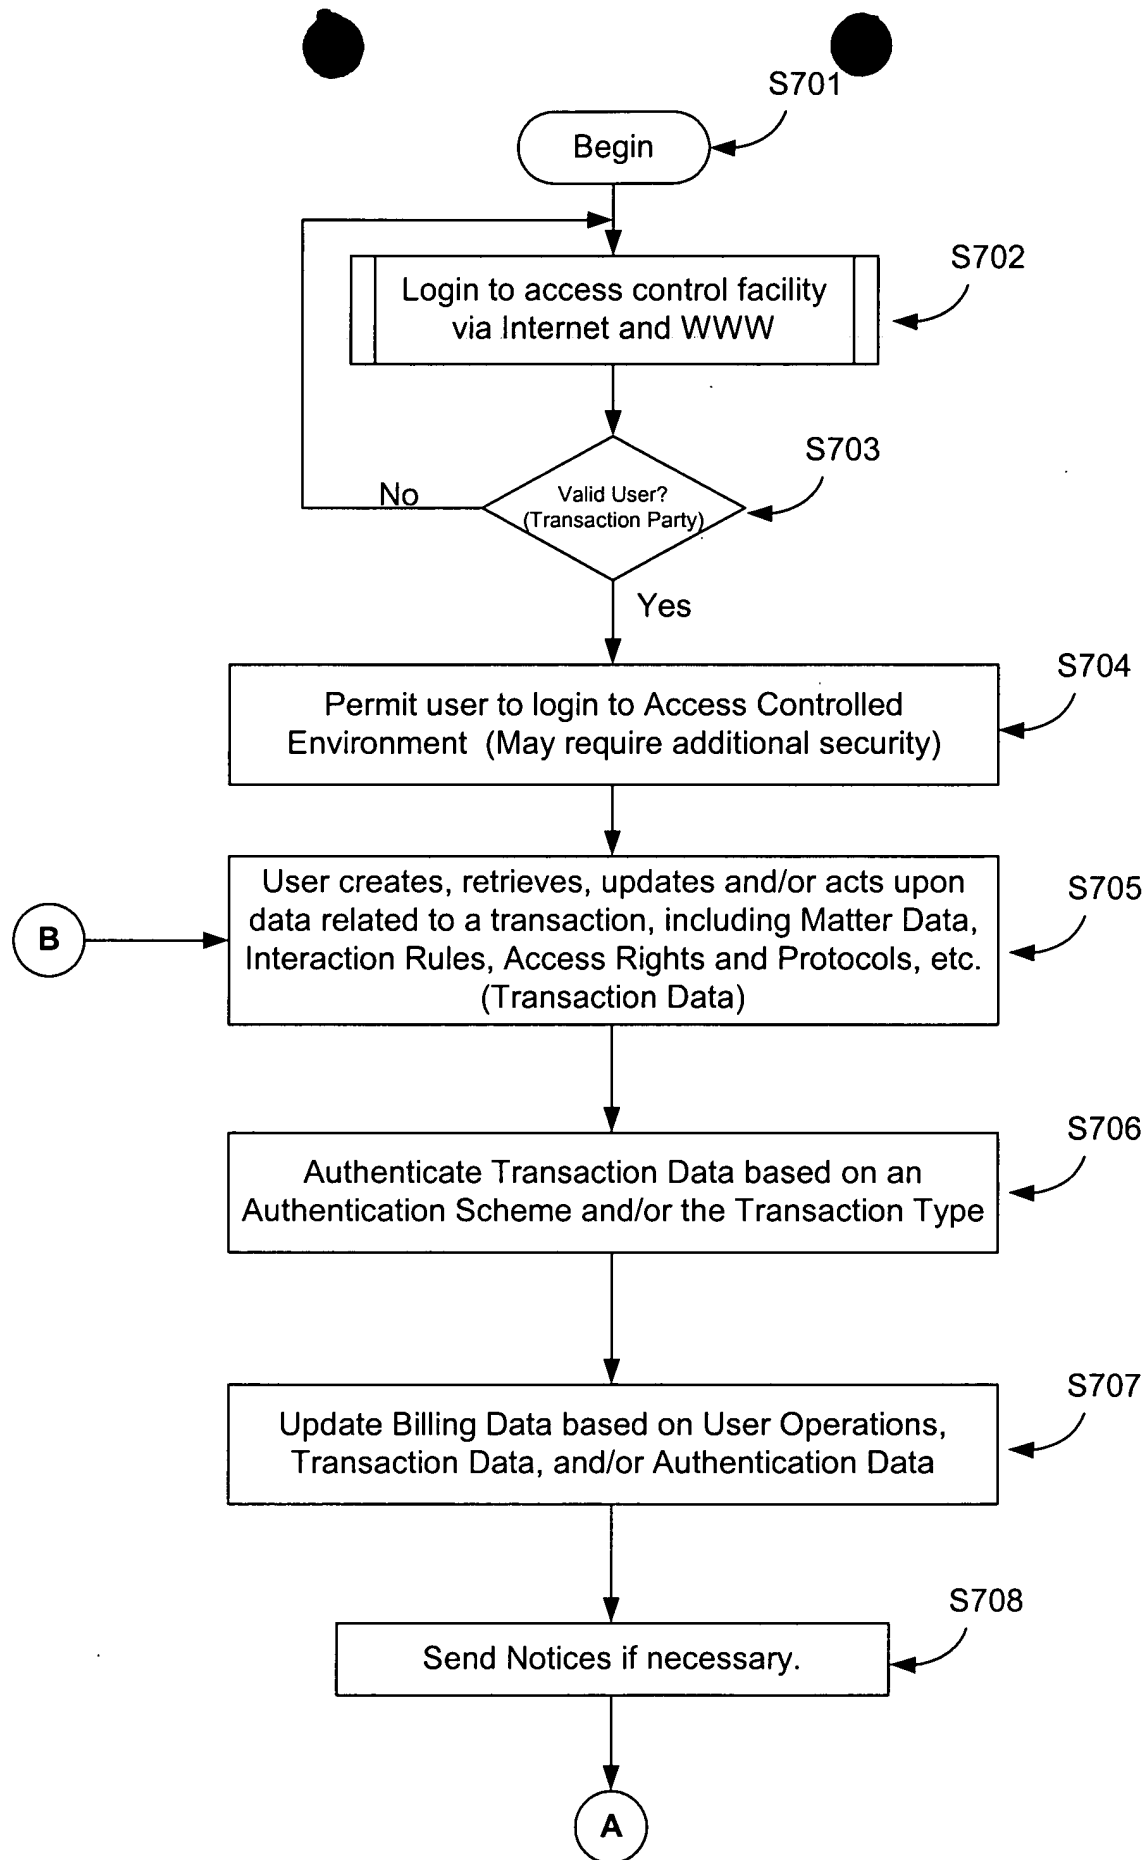 S701
Begin
S702
Login to access control facility
via Internet and WWW
S703
No
Valid User?
(Transaction Party)
Yes
S704
Permit user to login to Access Controlled
Environment (May require additional security)
S705
User creates, retrieves, updates and/or acts upon
data related to a transaction, including Matter Data,
Interaction Rules, Access Rights and Protocols, etc.
(Transaction Data)
B
S706
Authenticate Transaction Data based on an
Authentication Scheme and/or the Transaction Type
S707
Update Billing Data based on User Operations,
Transaction Data, and/or Authentication Data
S708
Send Notices if necessary.
A